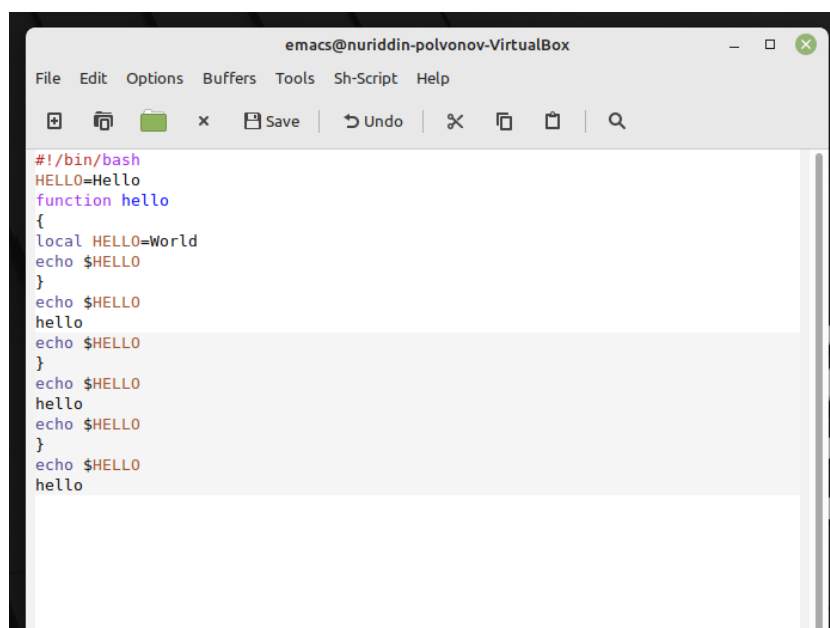 emacs@nuriddin-polvonov-VirtualBox
File Edit Options Buffers Tools Sh-Script Help
Save Undo
#!/bin/bash
HELLO=Hello
function hello
{
local HELLO=World
echo $HELLO
}
echo $HELLO
hello
echo $HELLO
}
echo $HELLO
hello
echo $HELLO
}
echo $HELLO
hello